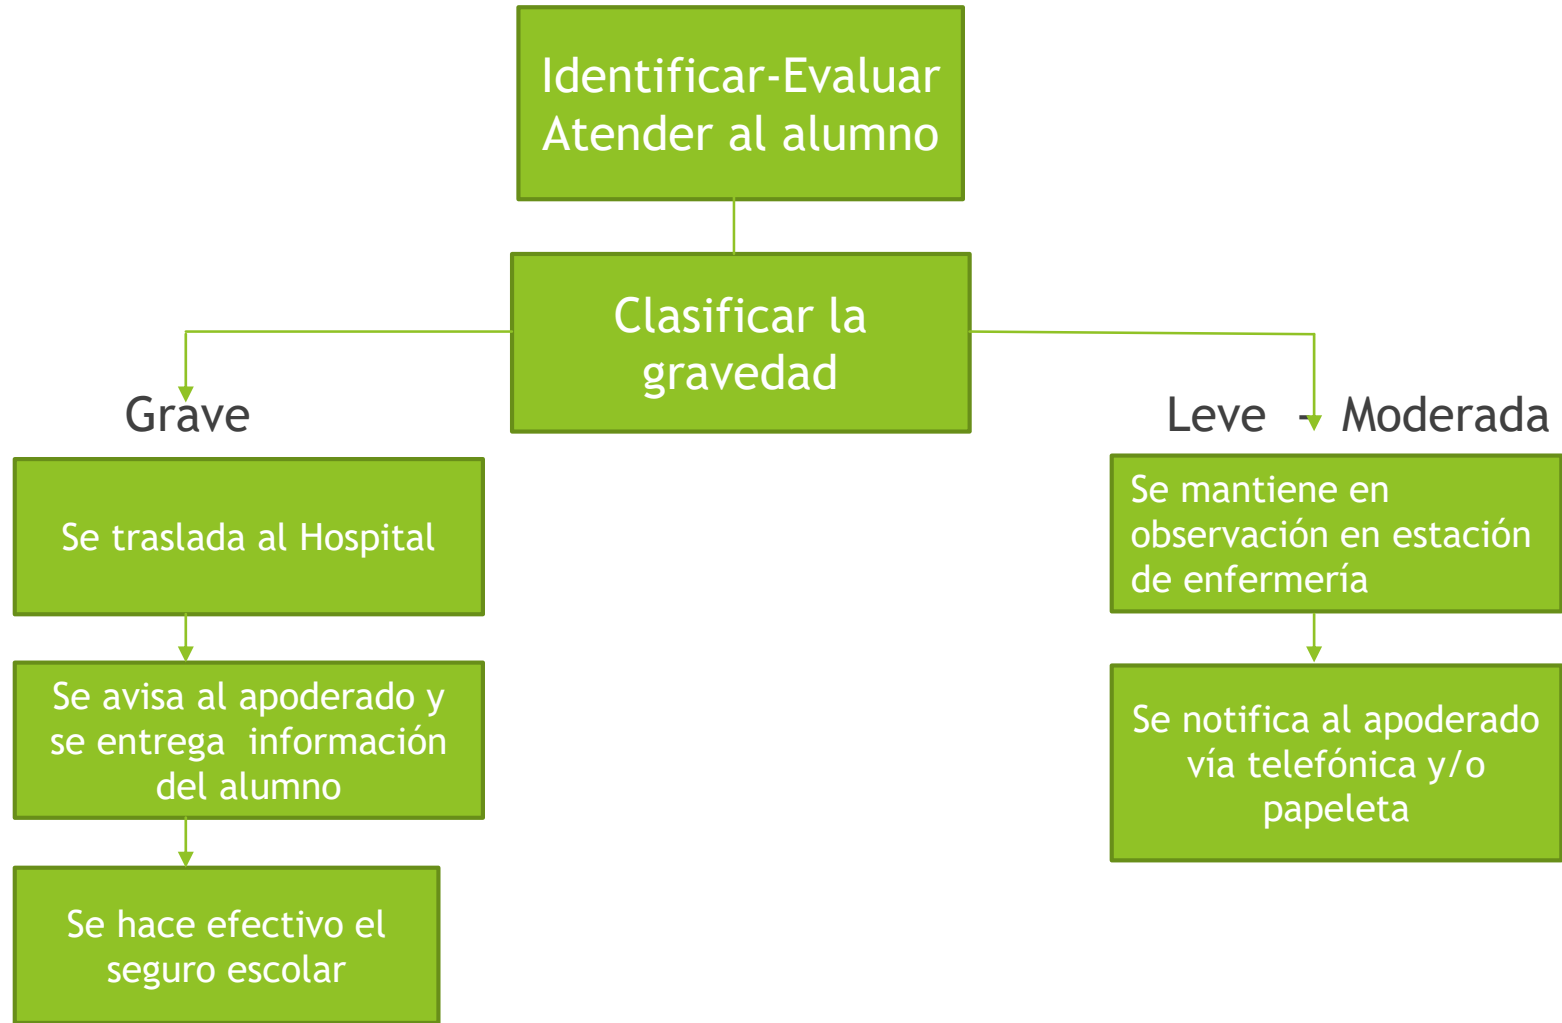 Identificar-Evaluar
Atender al alumno
Clasificar la
gravedad
Grave
Se traslada al Hospital
Se avisa al apoderado y
se entrega información
del alumno
Se hace efectivo el
seguro escolar
Leve - Moderada
Se mantiene en
observación en estación
de enfermería
Se notifica al apoderado
vía telefónica y/o
papeleta